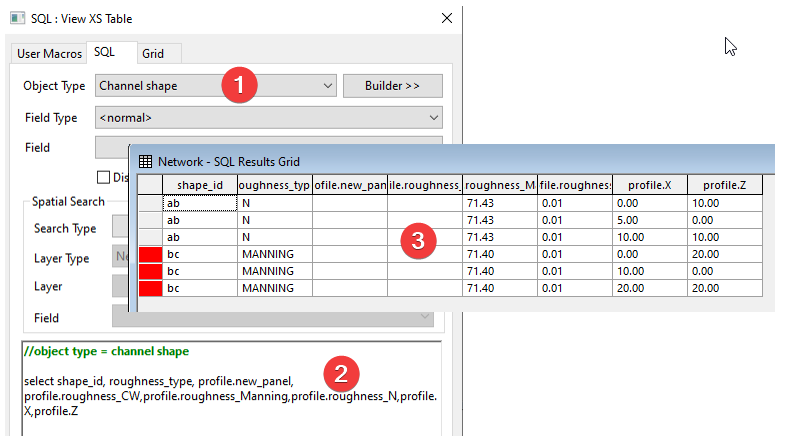 SQL : View XS Table
User Macros SQL Grid
Object Type Channel shape 1 Builder >>
Field Type <normal>
Field
Dis
Network - SQL Results Grid
shape_id oughness_typ ofile.new_pan ile.roughness_ roughness_M file.roughness profile.X profile.Z
ab N 71.43 0.01 0.00 10.00
ab N 71.43 0.01 5.00 0.00
ab N 71.43 0.01 10.00 10.00
bc MANNING 71.40 0.01 0.00 20.00
bc MANNING 71.40 0.01 10.00 0.00
bc MANNING 71.40 0.01 20.00 20.00
3
Spatial Search
Search Type
Layer Type Ne
Layer
Field
//object type = channel shape
2
select shape_id, roughness_type, profile.new_panel,
profile.roughness_CW,profile.roughness_Manning,profile.roughness_N,profile.
X,profile.Z